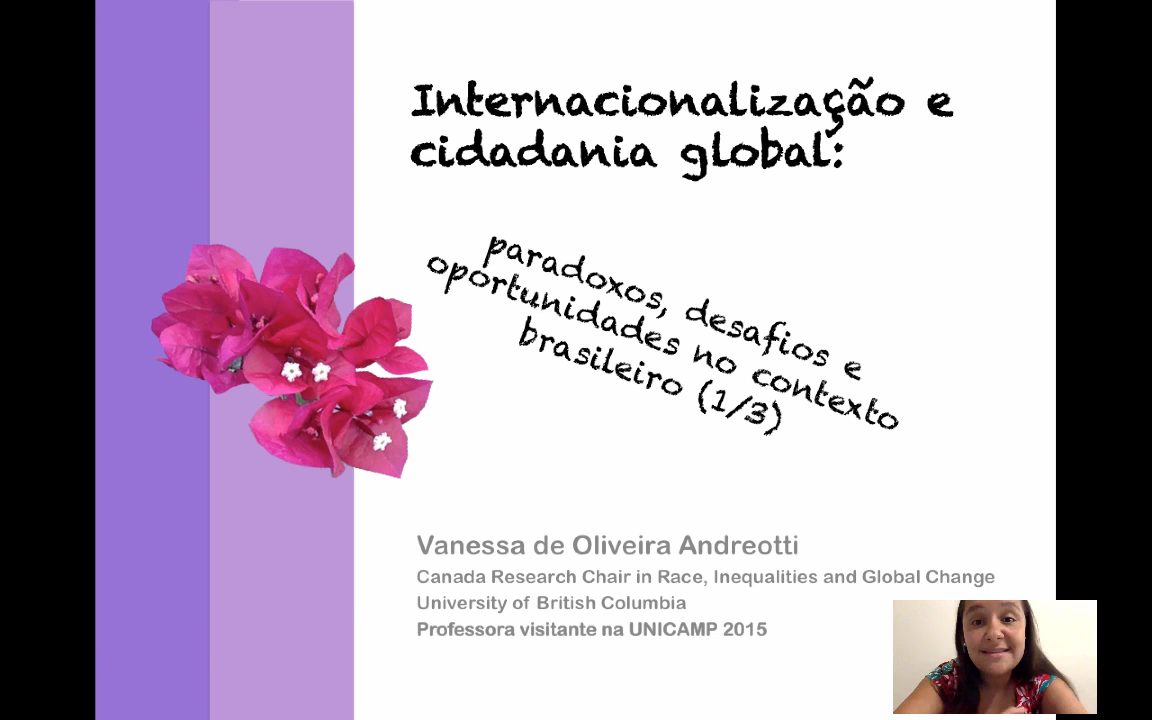 Internacionalização e
cidadania global:
paradoxos, desafios e
oportunidades no contexto
brasileiro (1/3)
Vanessa de Oliveira Andreotti
Canada Research Chair in Race, Inequalities and Global Change
University of British Columbia
Professora visitante na UNICAMP 2015